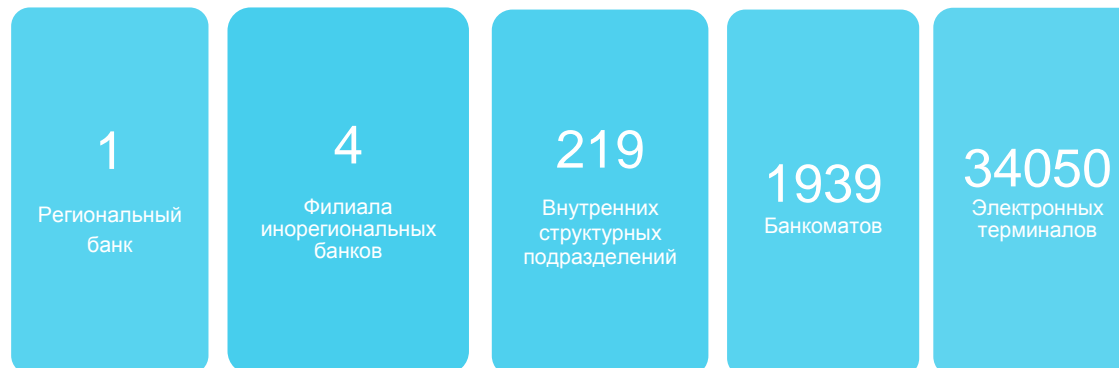 1
Региональный
банк
4
Филиала
инорегиональных
банков
219
Внутренних
структурных
подразделений
1939
Банкоматов
34050
Электронных
терминалов